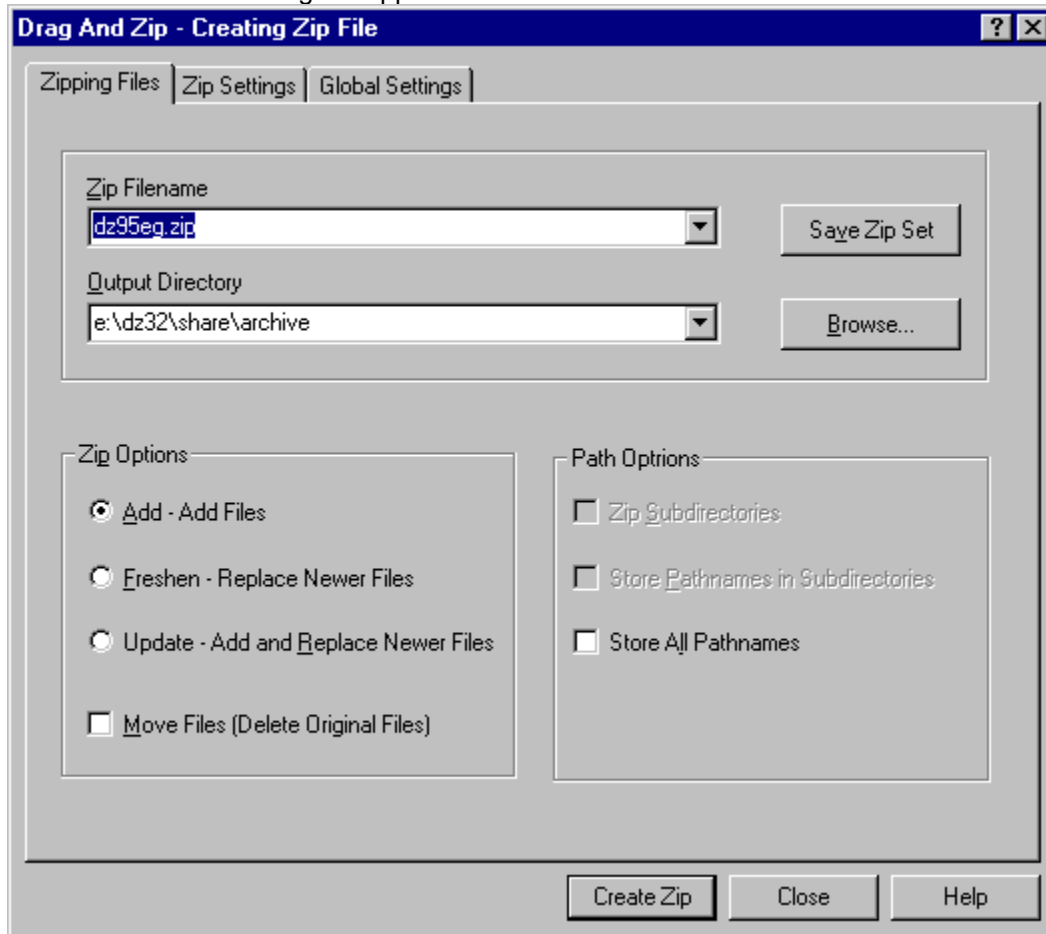 Drag And Zip - Creating Zip File
Zipping Files Zip Settings Global Settings
Zip Filename
dz95eg.zip
Save Zip Set
Output Directory
e:\dz32\share\archive
Browse...
Zip Options
Path Optrions
Add - Add Files
Zip Subdirectories
Freshen - Replace Newer Files
Store Pathnames in Subdirectories
Update - Add and Replace Newer Files
Store All Pathnames
Move Files (Delete Original Files)
Create Zip Close Help